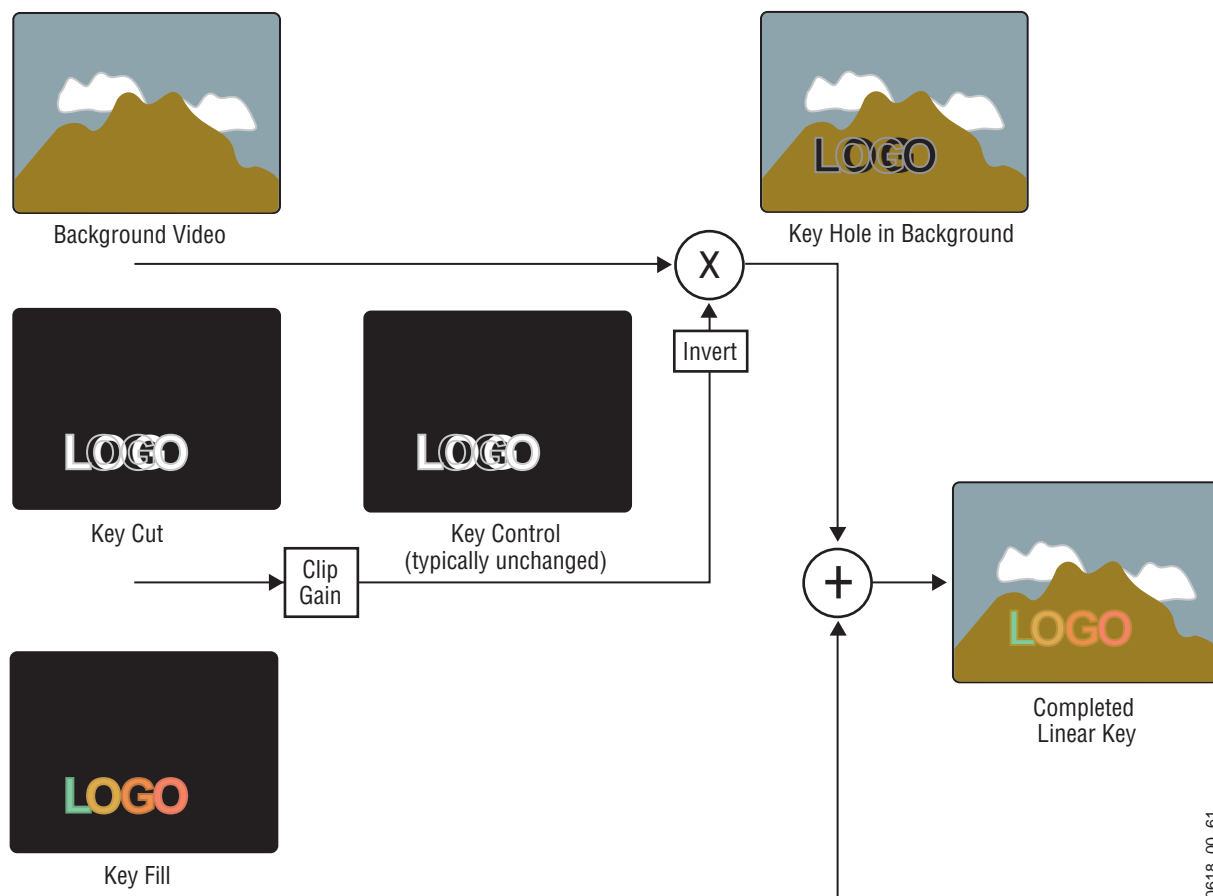 Background Video
LOGO
Key Hole in Background
X
Invert
LOGO
Key Cut
LOGO
Key Control
(typically unchanged)
Clip
Gain
+
LOGO
Completed
Linear Key
LOGO
Key Fill